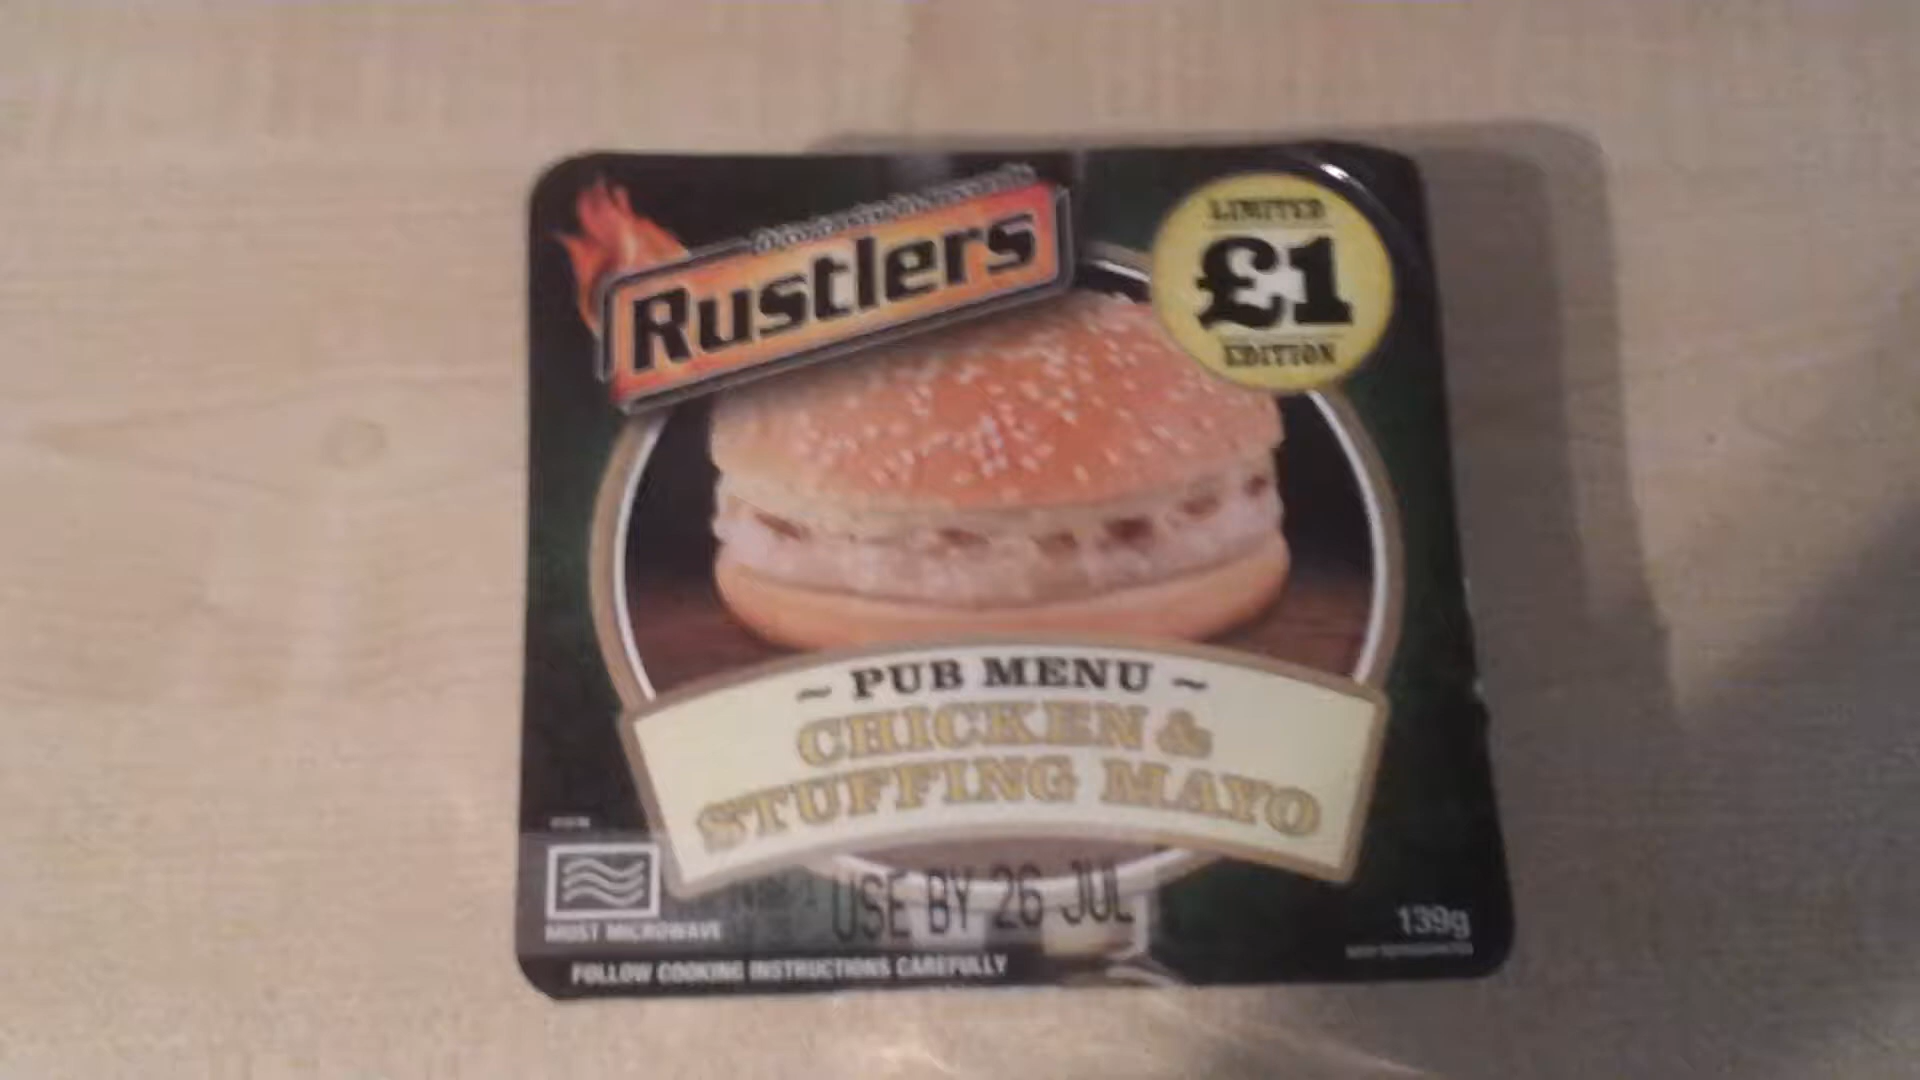 Rustlers
LIMITED
£1
EDITION
~ PUB MENU ~
CHICKEN &
STUFFING MAYO
USE BY 26 JUL
MUST MICROWAVE
139g
FOLLOW COOKING INSTRUCTIONS CAREFULLY